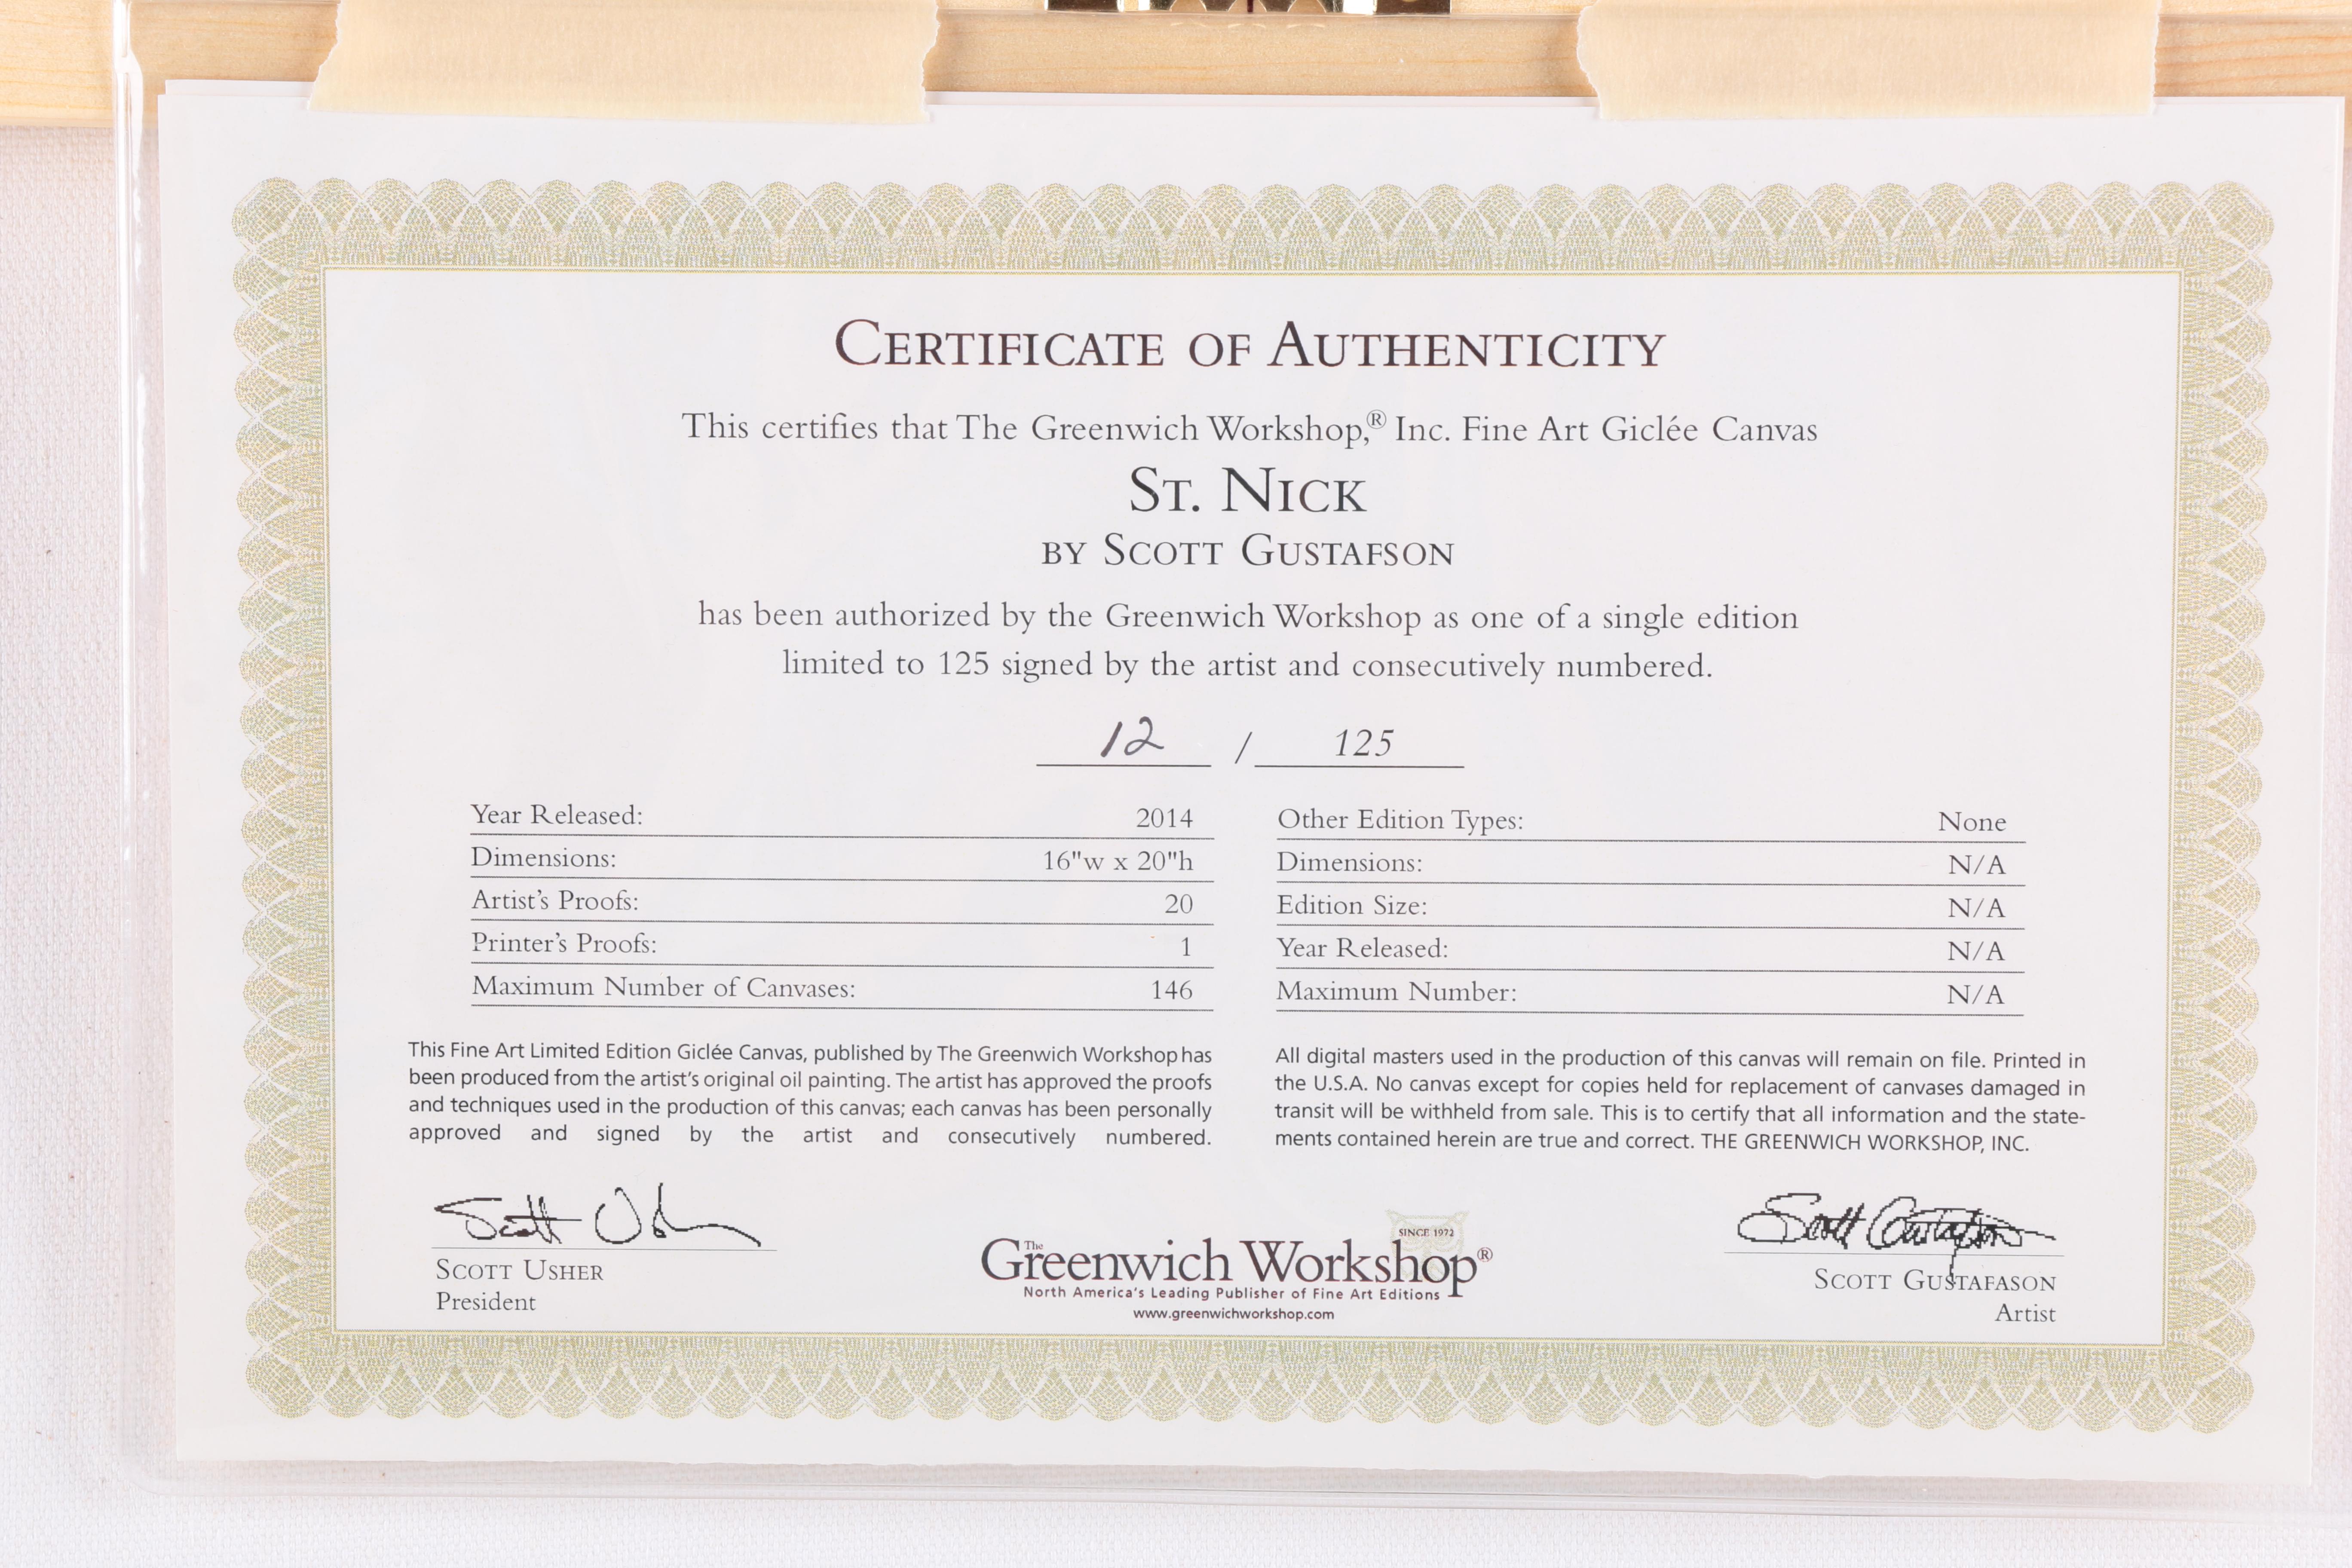 CERTIFICATE OF AUTHENTICITY
This certifies that The Greenwich Workshop,® Inc. Fine Art Giclée Canvas
ST. NICK
BY SCOTT GUSTAFSON
has been authorized by the Greenwich Workshop as one of a single edition
limited to 125 signed by the artist and consecutively numbered.
12 / 125
Year Released: 2014
Dimensions: 16"w x 20"h
Artist's Proofs: 20
Printer's Proofs: 1
Maximum Number of Canvases: 146
Other Edition Types: None
Dimensions: N/A
Edition Size: N/A
Year Released: N/A
Maximum Number: N/A
This Fine Art Limited Edition Giclée Canvas, published by The Greenwich Workshop has
been produced from the artist's original oil painting. The artist has approved the proofs
and techniques used in the production of this canvas; each canvas has been personally
approved and signed by the artist and consecutively numbered.
All digital masters used in the production of this canvas will remain on file. Printed in
the U.S.A. No canvas except for copies held for replacement of canvases damaged in
transit will be withheld from sale. This is to certify that all information and the state-
ments contained herein are true and correct. THE GREENWICH WORKSHOP, INC.
Scott Usher
SCOTT USHER
President
SINCE 1972
The Greenwich Workshop®
North America's Leading Publisher of Fine Art Editions
www.greenwichworkshop.com
Scott Gustafson
SCOTT GUSTAFASON
Artist